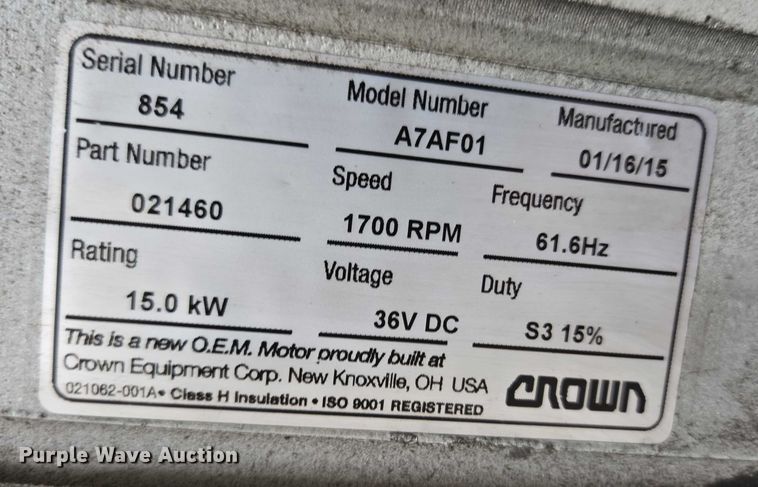 Serial Number
854
Model Number
A7AF01
Manufactured
01/16/15
Part Number
021460
Speed
1700 RPM
Frequency
61.6Hz
Rating
15.0 kW
Voltage
36V DC
Duty
S3 15%
This is a new O.E.M. Motor proudly built at
Crown Equipment Corp. New Knoxville, OH USA
021062-001A • Class H Insulation • ISO 9001 REGISTERED
CROWN
Purple Wave Auction